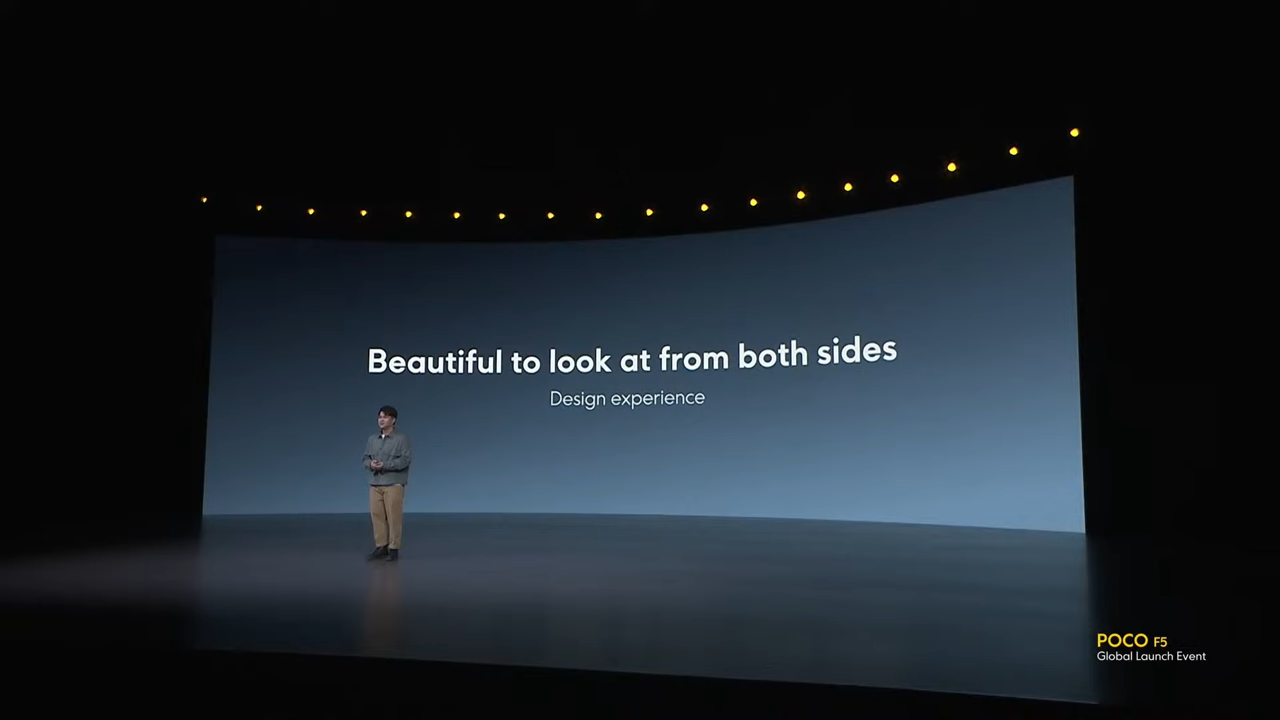 Beautiful to look at from both sides
Design experience
POCO F5
Global Launch Event